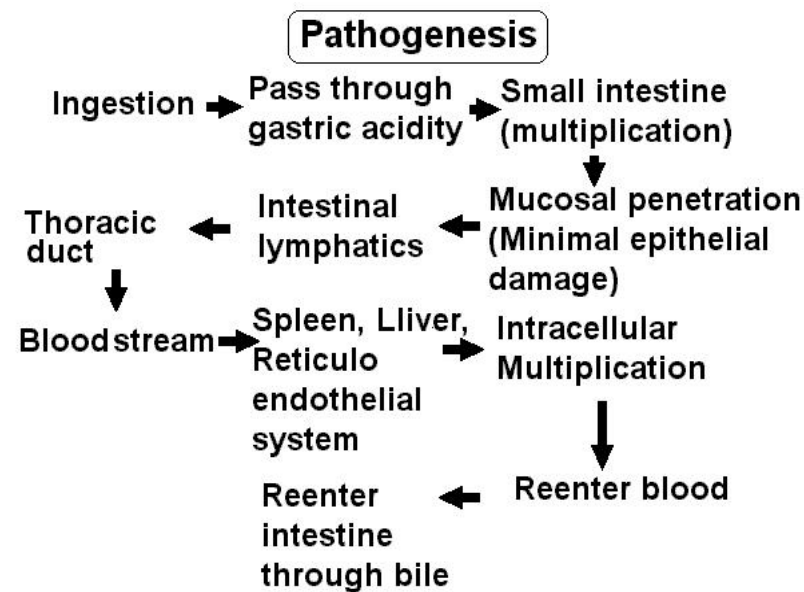 Pathogenesis
Ingestion
Pass through
gastric acidity
Small intestine
(multiplication)
Mucosal penetration
(Minimal epithelial
damage)
Intestinal
lymphatics
Thoracic
duct
Blood stream
Spleen, Lliver,
Reticulo
endothelial
system
Intracellular
Multiplication
Reenter blood
Reenter
intestine
through bile